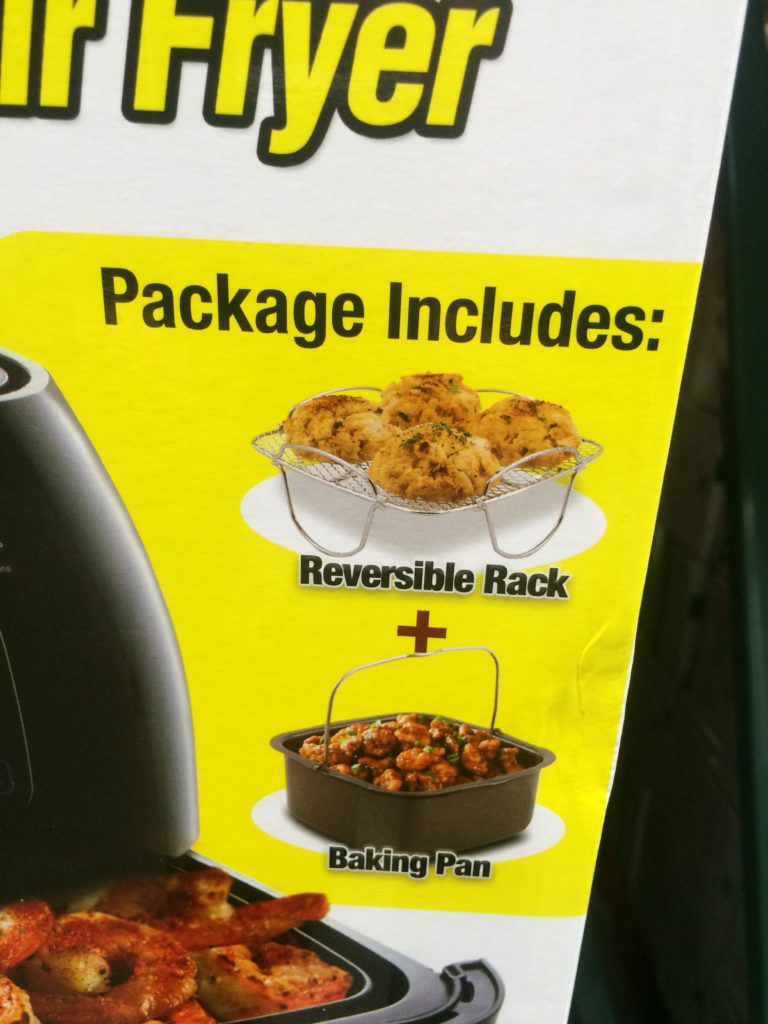 ir Fryer
Package Includes:
Reversible Rack
+
Baking Pan